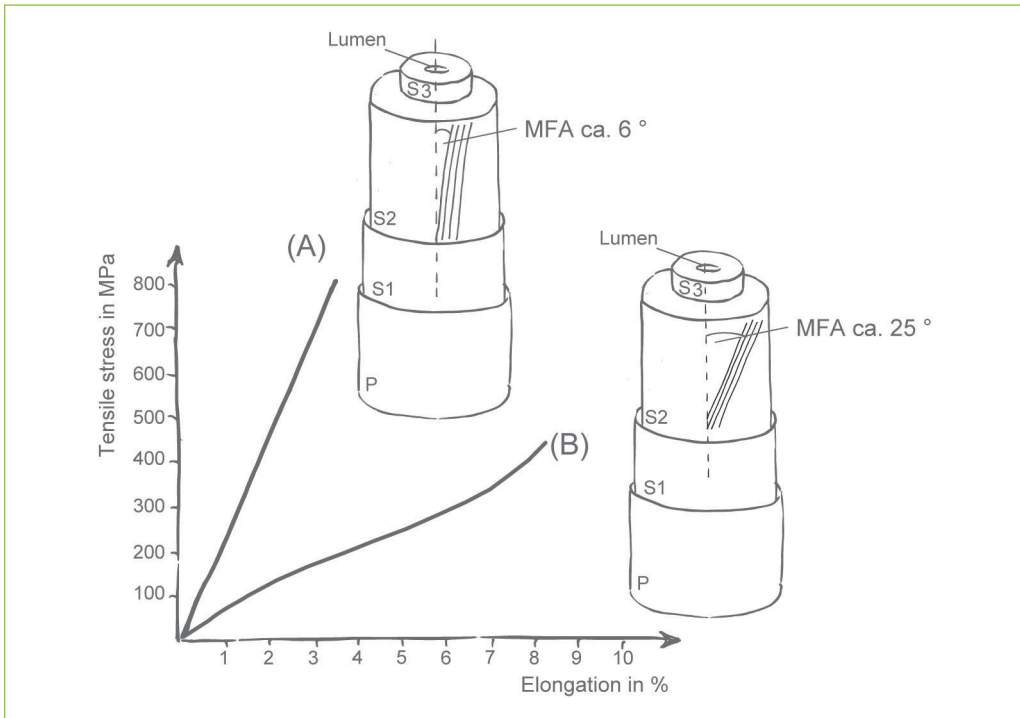 Lumen
S3
MFA ca. 6 °
S2
S1
P
(A)
Lumen
S3
MFA ca. 25 °
S2
S1
P
(B)
Tensile stress in MPa
800
700
600
500
400
300
200
100
1 2 3 4 5 6 7 8 9 10
Elongation in %